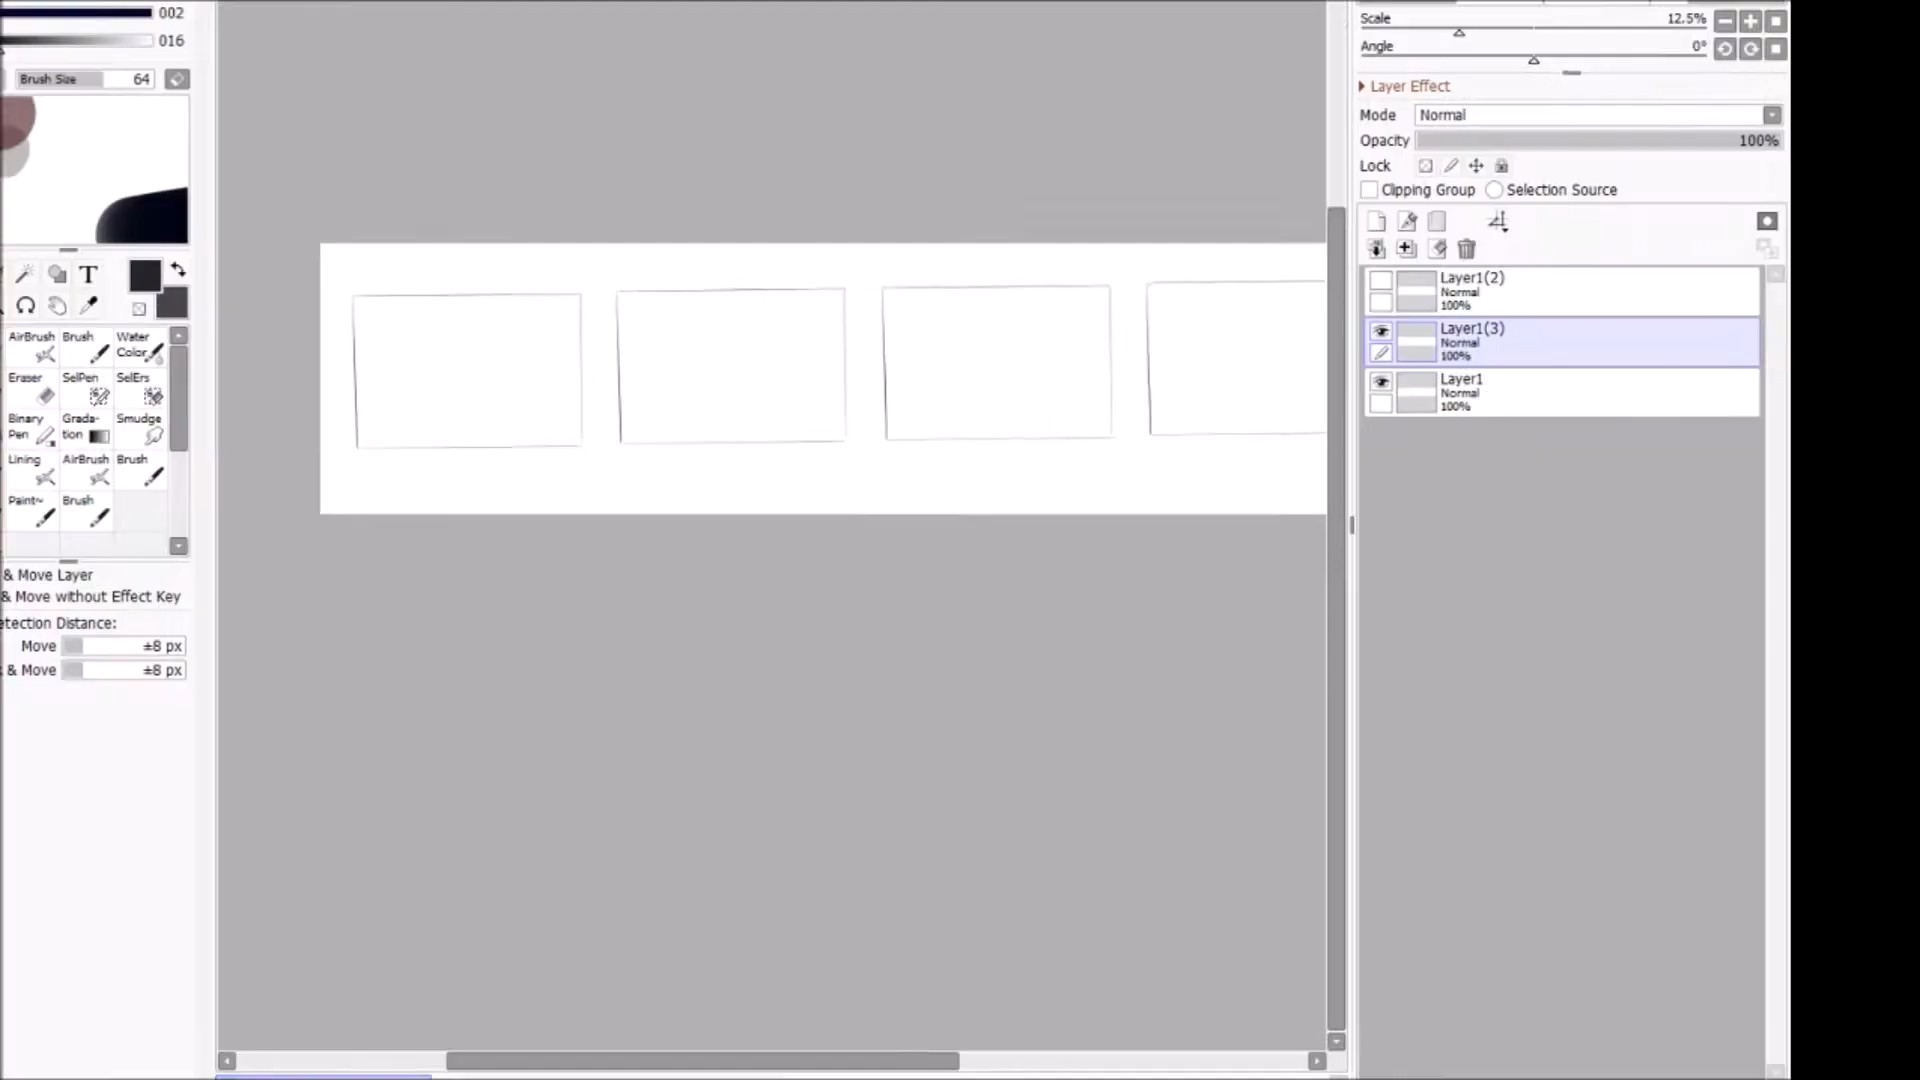 002
016
Brush Size 64
T
AirBrush Brush Water Color
Eraser SelPen SelErs
Binary Pen Grada-tion Smudge
Lining AirBrush Brush
Paint~ Brush
& Move Layer
& Move without Effect Key
etection Distance:
Move ±8 px
& Move ±8 px
Scale 12.5%
Angle 0°
Layer Effect
Mode Normal
Opacity 100%
Lock
Clipping Group Selection Source
Layer1(2)
Normal
100%
Layer1(3)
Normal
100%
Layer1
Normal
100%